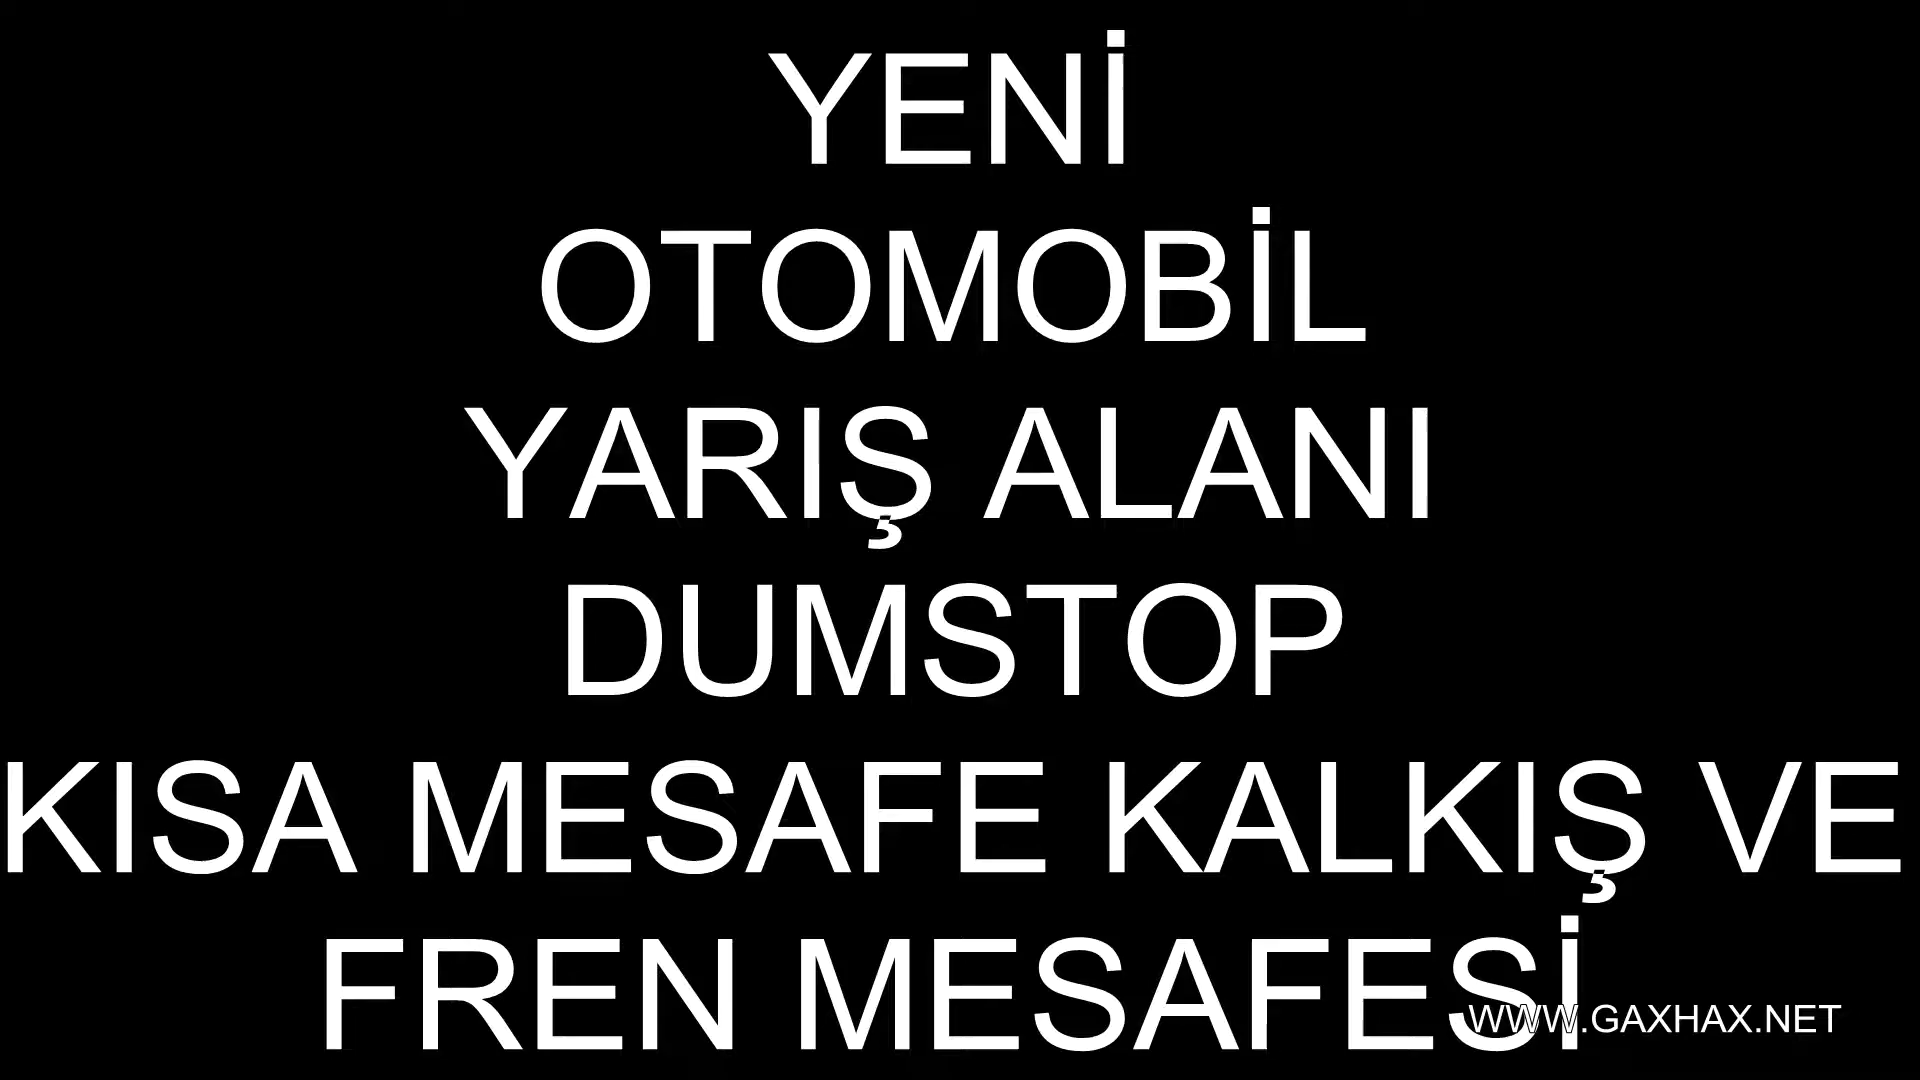 YENİ
OTOMOBİL
YARIŞ ALANI
DUMSTOP
KISA MESAFE KALKIŞ VE
FREN MESAFESİ
WWW.GAXHAX.NET